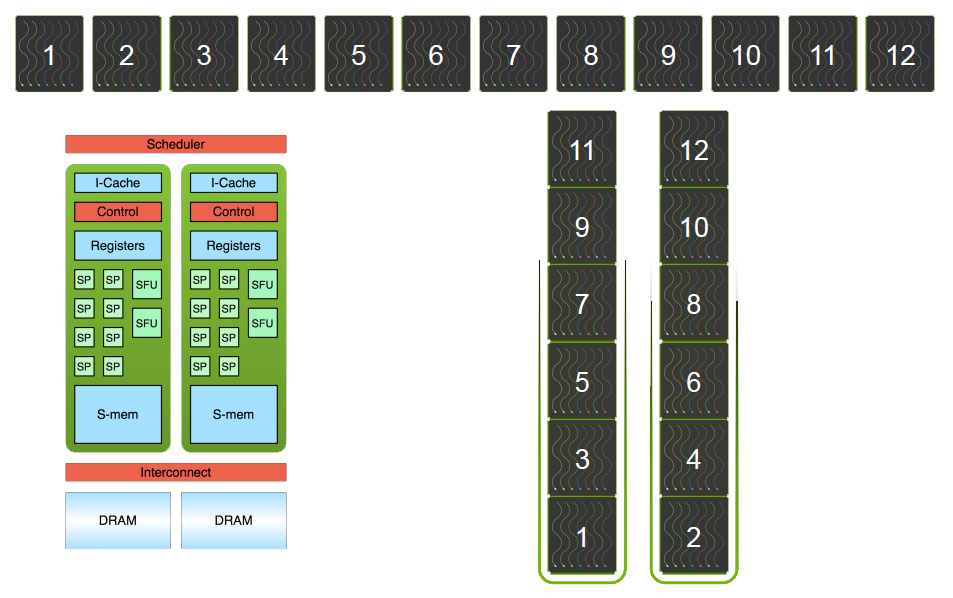 1 2 3 4 5 6 7 8 9 10 11 12
Scheduler
I-Cache I-Cache
Control Control
Registers Registers
SP SP SFU SP SP SFU
SP SP SFU SP SP SFU
SP SP SP SP
SP SP SP SP
S-mem S-mem
Interconnect
DRAM DRAM
11 12
9 10
7 8
5 6
3 4
1 2